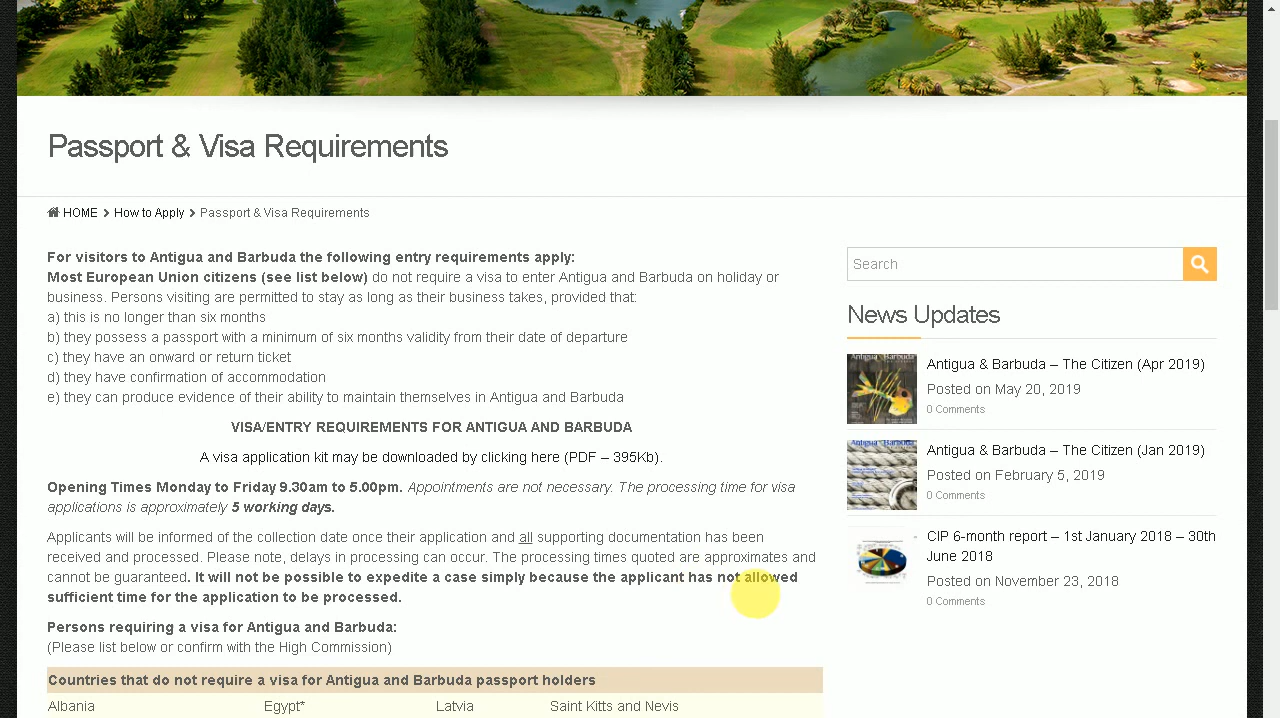 Passport & Visa Requirements
HOME > How to Apply > Passport & Visa Requirements
For visitors to Antigua and Barbuda the following entry requirements apply:
Most European Union citizens (see list below) do not require a visa to enter Antigua and Barbuda on holiday or
business. Persons visiting are permitted to stay as long as their business takes, provided that:
a) this is no longer than six months
b) they possess a passport with a minimum of six months validity from their date of departure
c) they have an onward or return ticket
d) they have confirmation of accommodation
e) they can produce evidence of their ability to maintain themselves in Antigua and Barbuda
VISA/ENTRY REQUIREMENTS FOR ANTIGUA AND BARBUDA
Visa application kit can be downloaded by clicking here (PDF – 395Kb).
Opening Times Monday to Friday 9.30am to 5.00pm. Appointments are not necessary. The processing time for visa
applications is normally 5 working days.
Applicants will be informed of the collection date once their application and all supporting documentation has been
received and processed. Please note, delays in processing can occur. The processing times quoted are approximates and
cannot be guaranteed. It will not be possible to expedite a case simply because the applicant has not allowed
sufficient time for the application to be processed.
Persons requiring a visa for Antigua and Barbuda:
(Please list below or confirm with the High Commission)
Countries that do not require a visa for Antigua and Barbuda passport holders
Albania Egypt* Latvia Saint Kitts and Nevis
Search
News Updates
Antigua & Barbuda – The Citizen (Apr 2019)
Posted on May 20, 2019
0 Comments
Antigua & Barbuda – The Citizen (Jan 2019)
Posted on February 5, 2019
0 Comments
CIP 6-month report – 1st January 2018 – 30th
June 2018
Posted on November 23, 2018
0 Comments
Antigua & Barbuda
Antigua & Barbuda